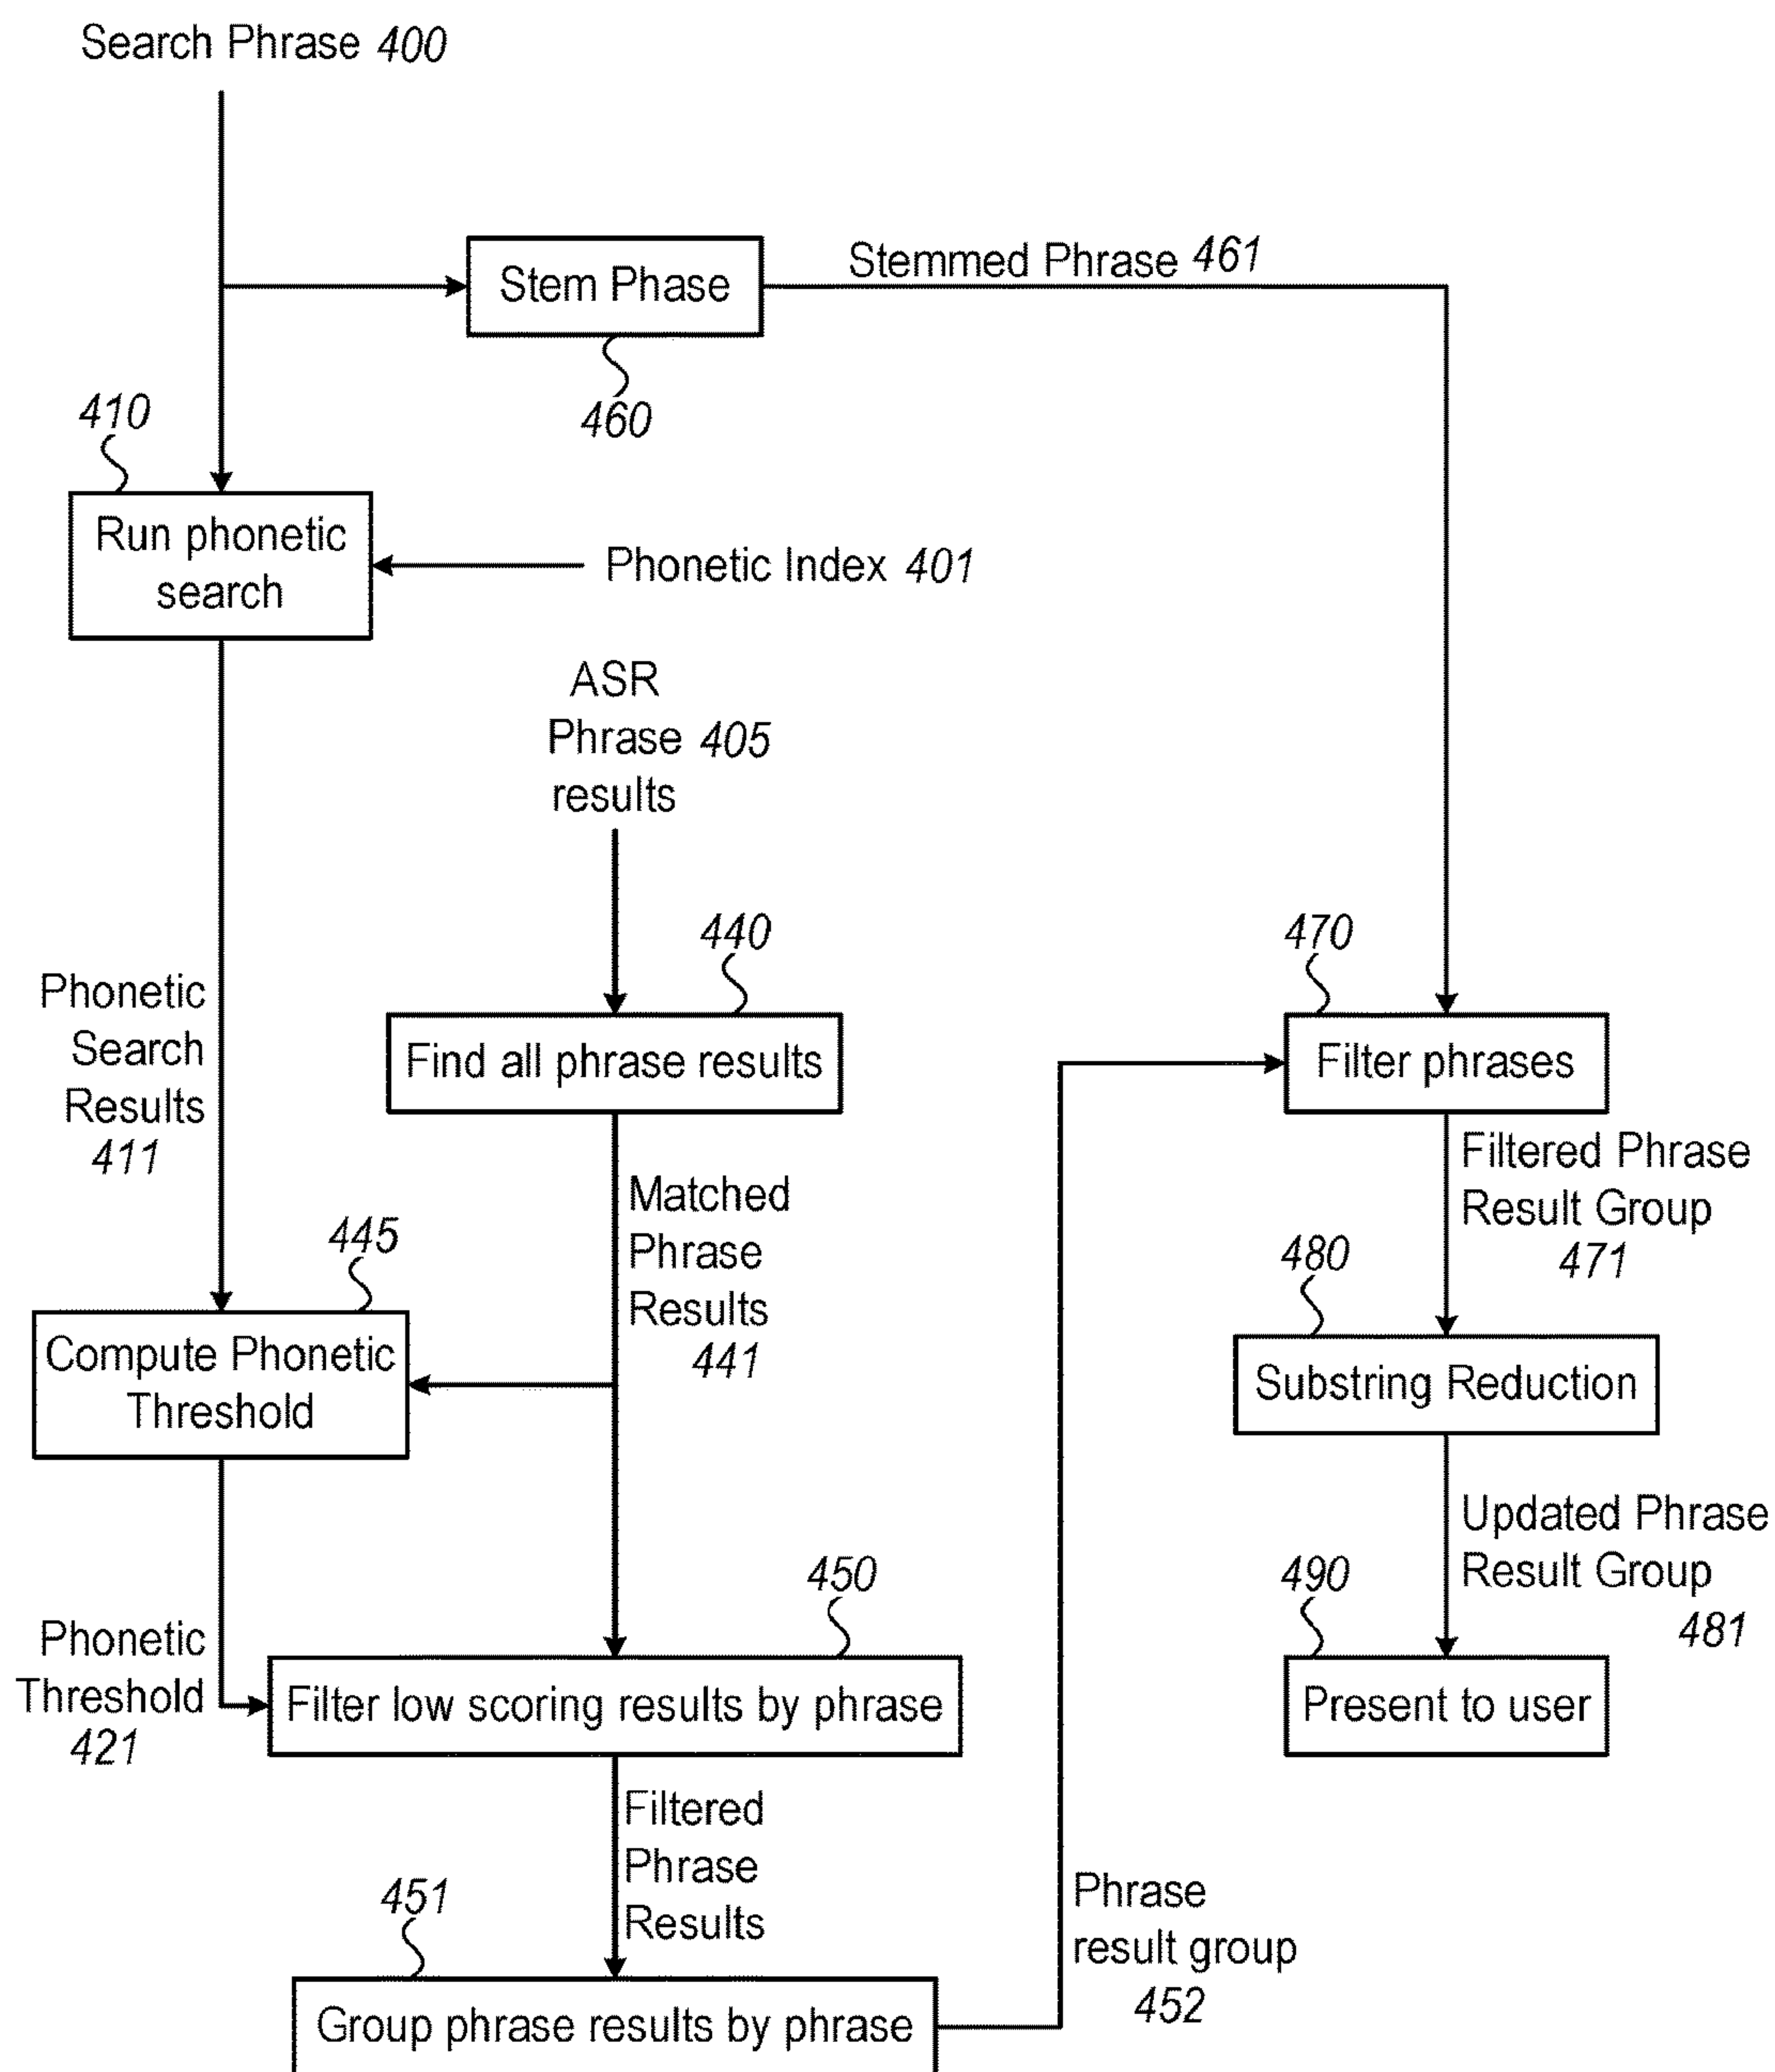 Search Phrase 400
Stem Phase
Stemmed Phrase 461
460
410
Run phonetic
search
Phonetic Index 401
ASR
Phrase 405
results
440
470
Phonetic
Search
Results
411
Find all phrase results
Filter phrases
Matched
Phrase
Results
441
Filtered Phrase
Result Group
471
445
480
Compute Phonetic
Threshold
Substring Reduction
Updated Phrase
Result Group
481
450
490
Phonetic
Threshold
421
Filter low scoring results by phrase
Present to user
Filtered
Phrase
Results
451
Phrase
result group
452
Group phrase results by phrase